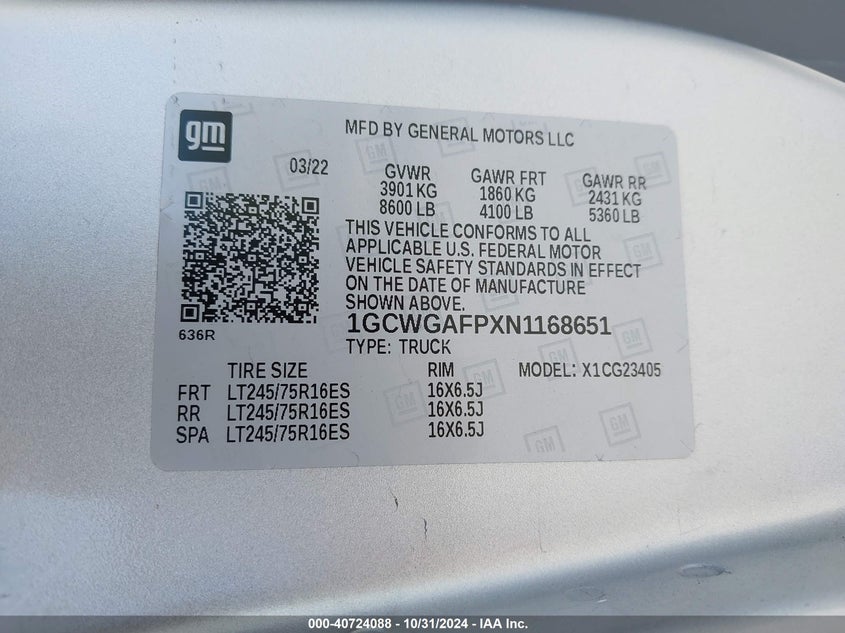 gm
MFD BY GENERAL MOTORS LLC
03/22
GVWR GAWR FRT GAWR RR
3901 KG 1860 KG 2431 KG
8600 LB 4100 LB 5360 LB
THIS VEHICLE CONFORMS TO ALL
APPLICABLE U.S. FEDERAL MOTOR
VEHICLE SAFETY STANDARDS IN EFFECT
ON THE DATE OF MANUFACTURE
SHOWN ABOVE.
1GCWGAFPXN1168651
636R
TYPE: TRUCK
TIRE SIZE RIM MODEL: X1CG23405
FRT LT245/75R16ES 16X6.5J
RR LT245/75R16ES 16X6.5J
SPA LT245/75R16ES 16X6.5J
000-40724088 - 10/31/2024 - IAA Inc.